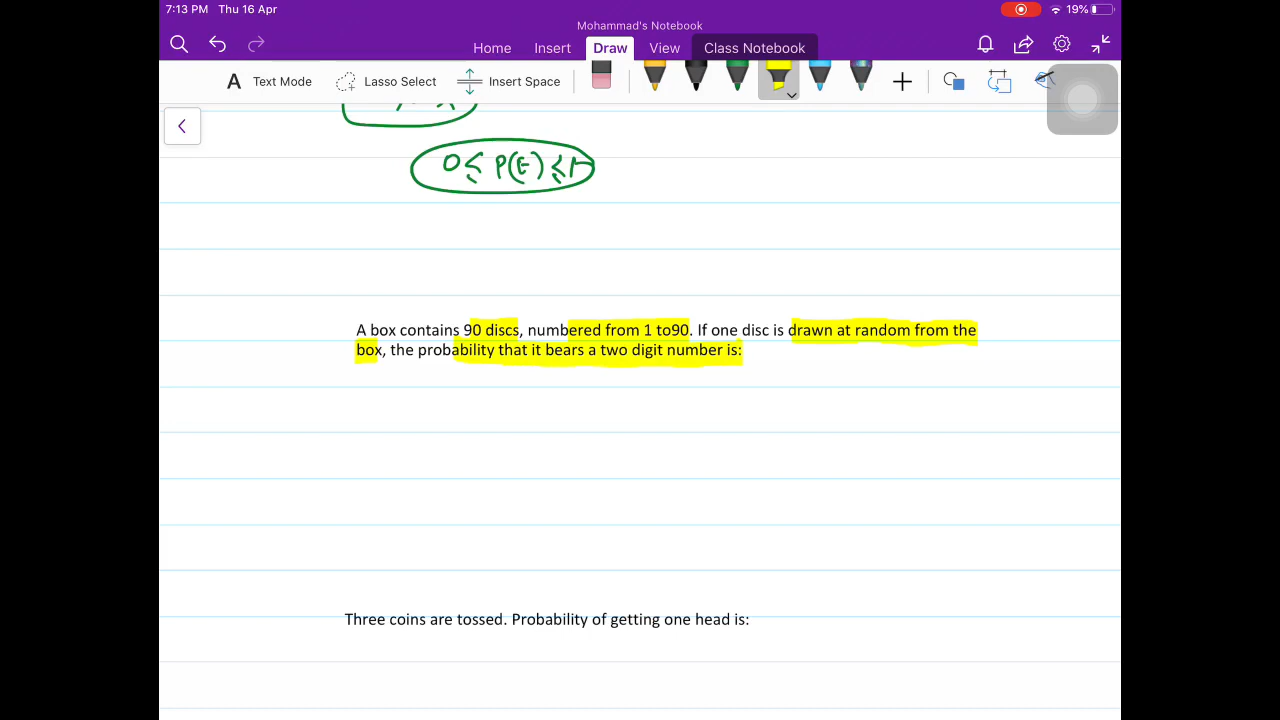 7:13 PM Thu 16 Apr
19%
Mohammad's Notebook
Home Insert Draw View Class Notebook
A Text Mode Lasso Select Insert Space
0 ≤ P(E) ≤ 1
A box contains 90 discs, numbered from 1 to90. If one disc is drawn at random from the
box, the probability that it bears a two digit number is:
Three coins are tossed. Probability of getting one head is: